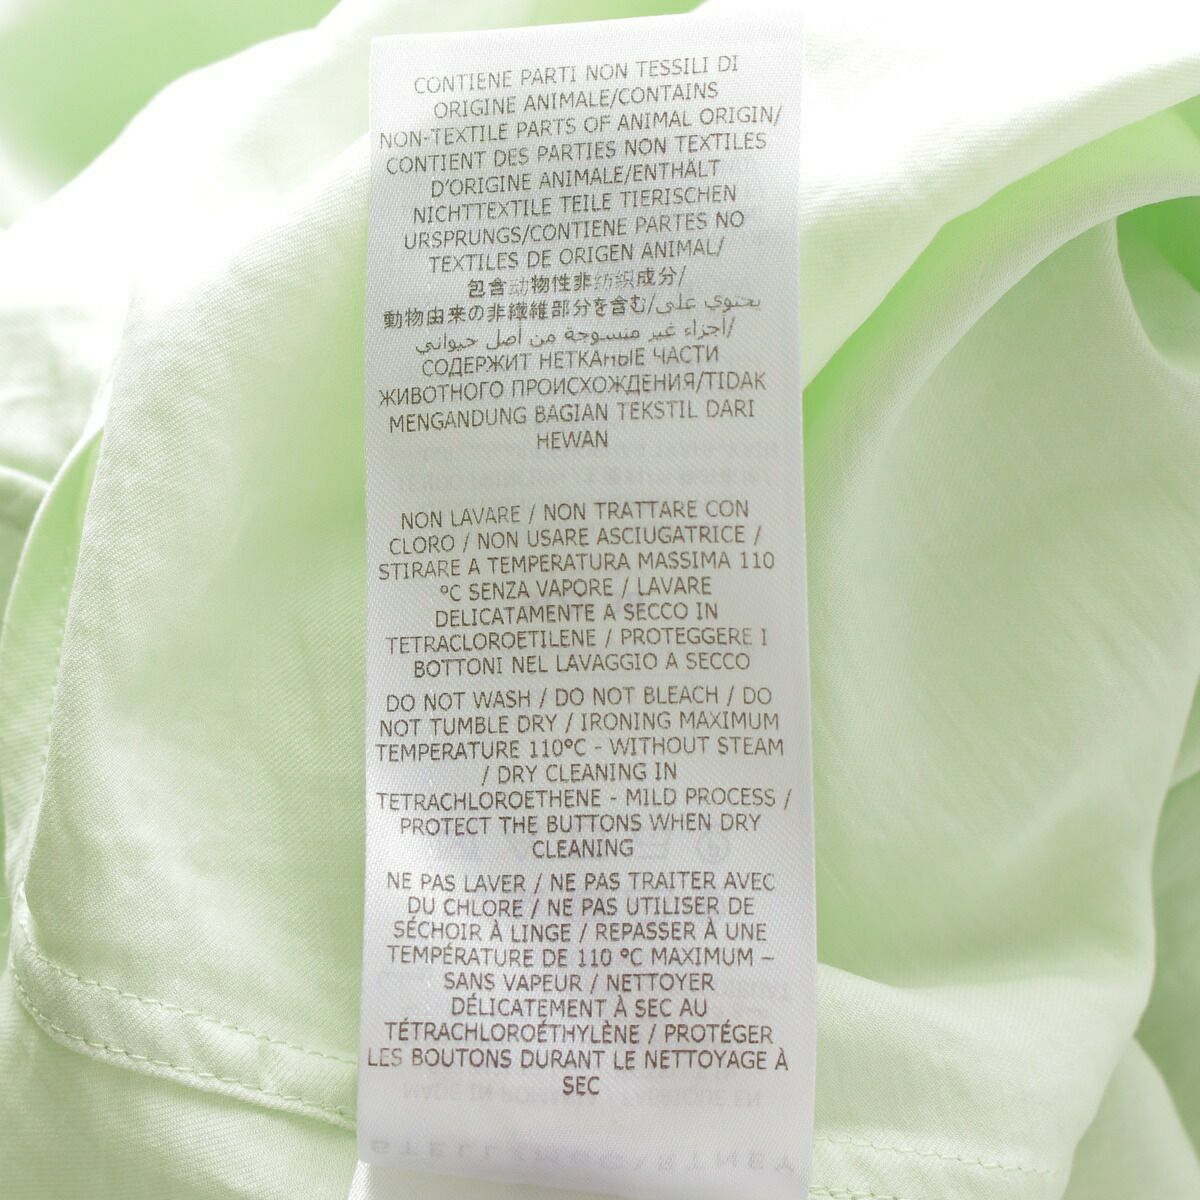 CONTIENE PARTI NON TESSILI DI
ORIGINE ANIMALE/CONTAINS
NON-TEXTILE PARTS OF ANIMAL ORIGIN/
CONTIENT DES PARTIES NON TEXTILES
D'ORIGINE ANIMALE/ENTHÄLT
NICHTTEXTILE TEILE TIERISCHEN
URSPRUNGS/CONTIENE PARTES NO
TEXTILES DE ORIGEN ANIMAL/
包含动物性非纺织成分/
動物由来の非繊維部分を含む/يحتوي على
أجزاء غير منسوجة من أصل حيواني/
СОДЕРЖИТ НЕТКАНЫЕ ЧАСТИ
ЖИВОТНОГО ПРОИСХОЖДЕНИЯ/TIDAK
MENGANDUNG BAGIAN TEKSTIL DARI
HEWAN
NON LAVARE / NON TRATTARE CON
CLORO / NON USARE ASCIUGATRICE /
STIRARE A TEMPERATURA MASSIMA 110
°C SENZA VAPORE / LAVARE
DELICATAMENTE A SECCO IN
TETRACLOROETILENE / PROTEGGERE I
BOTTONI NEL LAVAGGIO A SECCO
DO NOT WASH / DO NOT BLEACH / DO
NOT TUMBLE DRY / IRONING MAXIMUM
TEMPERATURE 110°C - WITHOUT STEAM
/ DRY CLEANING IN
TETRACHLOROETHENE - MILD PROCESS /
PROTECT THE BUTTONS WHEN DRY
CLEANING
NE PAS LAVER / NE PAS TRAITER AVEC
DU CHLORE / NE PAS UTILISER DE
SÉCHOIR À LINGE / REPASSER À UNE
TEMPÉRATURE DE 110 °C MAXIMUM –
SANS VAPEUR / NETTOYER
DÉLICATEMENT À SEC AU
TÉTRACHLOROÉTHYLÈNE / PROTÉGER
LES BOUTONS DURANT LE NETTOYAGE À
SEC